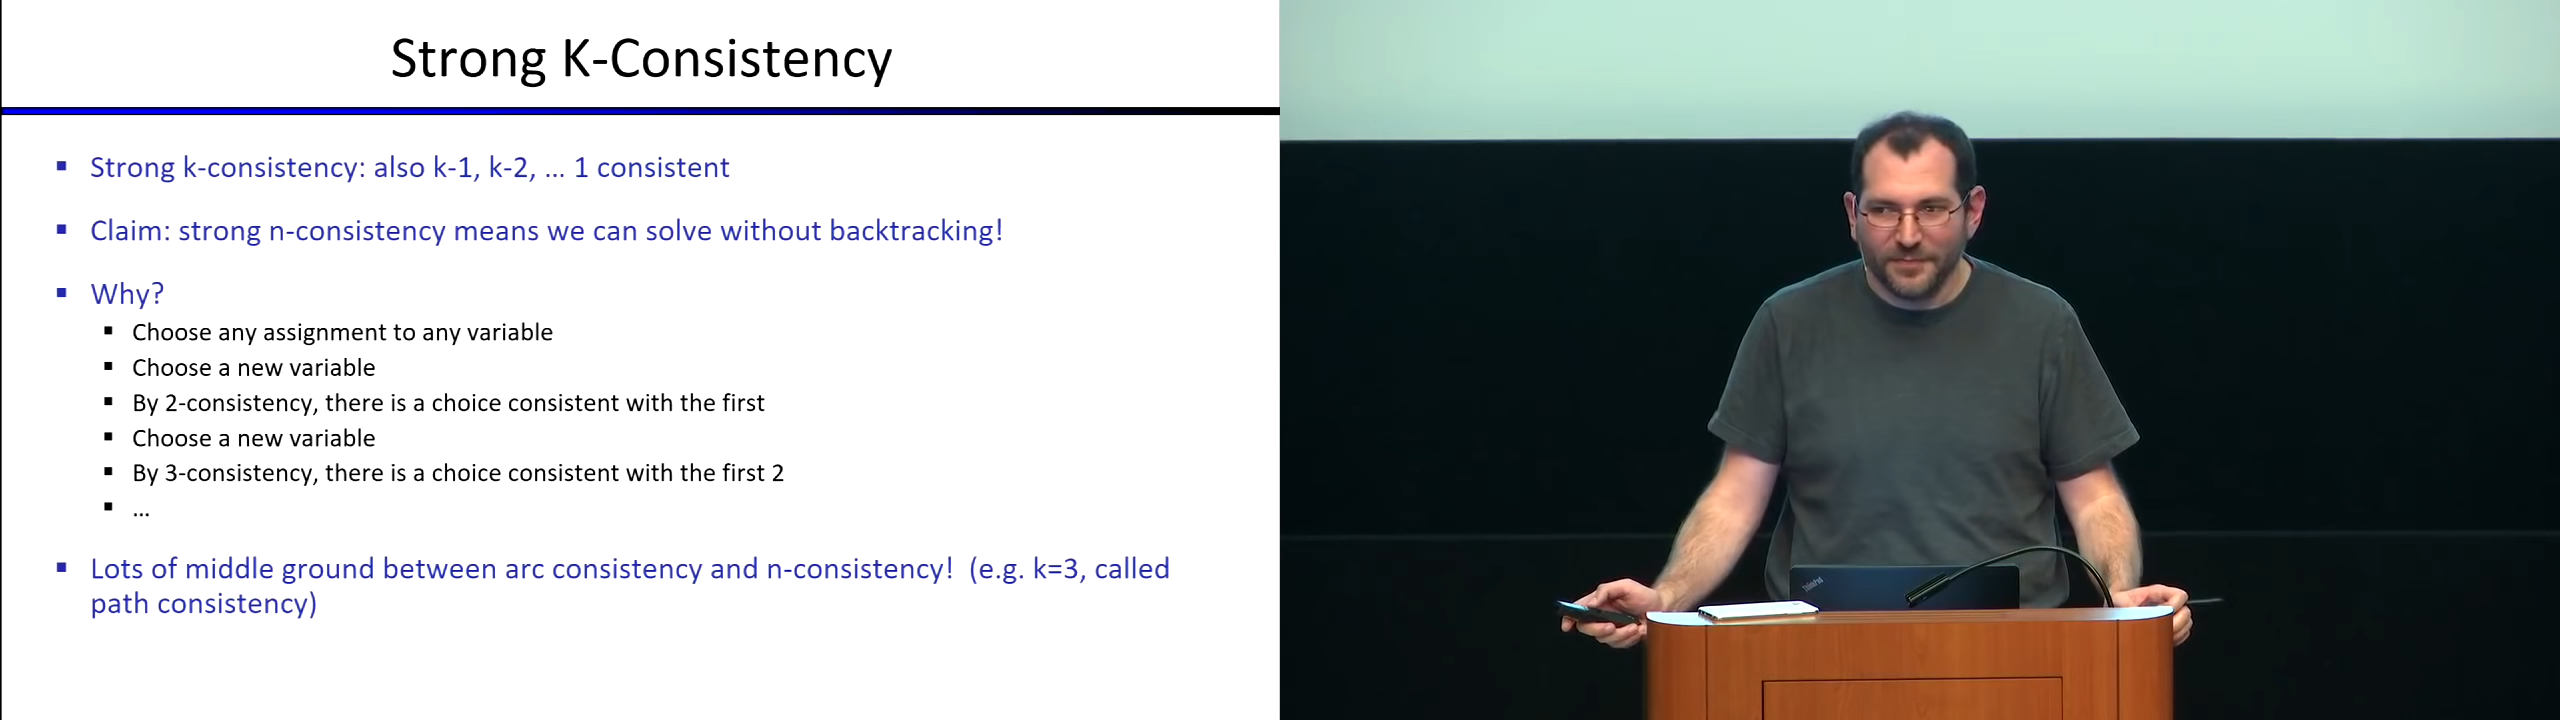 Strong K-Consistency
▪ Strong k-consistency: also k-1, k-2, … 1 consistent
▪ Claim: strong n-consistency means we can solve without backtracking!
▪ Why?
▪ Choose any assignment to any variable
▪ Choose a new variable
▪ By 2-consistency, there is a choice consistent with the first
▪ Choose a new variable
▪ By 3-consistency, there is a choice consistent with the first 2
▪ …
▪ Lots of middle ground between arc consistency and n-consistency! (e.g. k=3, called
path consistency)